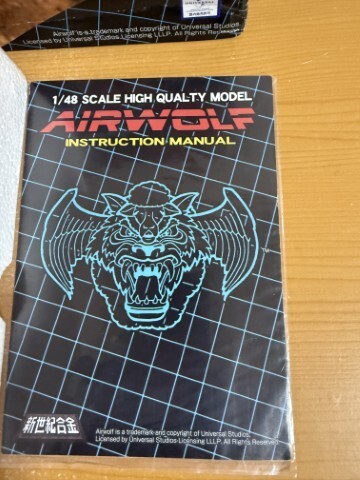 Airwolf is a trademark and copyright of Universal Studios.
Licensed by Universal Studios Licensing LLLP. All Rights Reserved.
1/48 SCALE HIGH QUALTY MODEL
AIRWOLF
INSTRUCTION MANUAL
新世紀合金
Airwolf is a trademark and copyright of Universal Studios.
Licensed by Universal Studios Licensing LLLP. All Rights Reserved.